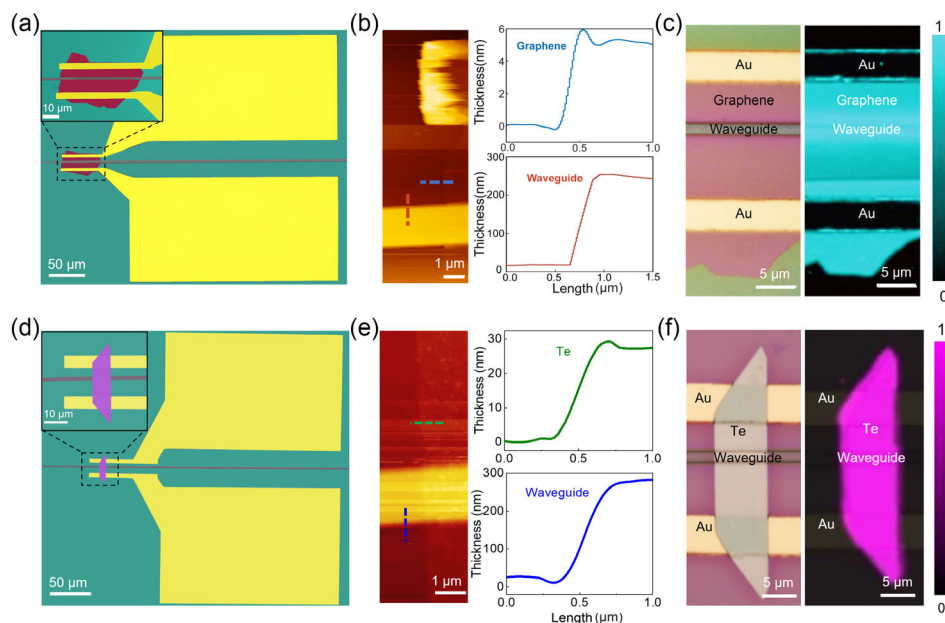 (a)
10 μm
50 μm
(b)
1 μm
Thickness(nm)
6
4
2
0
Graphene
0.0
0.5
1.0
Thickness(nm)
300
200
100
0
Waveguide
0.0
0.5
1.0
1.5
Length (μm)
(c)
Au
Graphene
Waveguide
Au
5 μm
Au
Graphene
Waveguide
Au
5 μm
1
0
(d)
10 μm
50 μm
(e)
1 μm
Thickness (nm)
30
20
10
0
Te
0.0
0.5
1.0
Thickness (nm)
300
200
100
0
Waveguide
0.0
0.5
1.0
Length (μm)
(f)
Au
Te
Waveguide
Au
5 μm
Au
Te
Waveguide
Au
5 μm
1
0